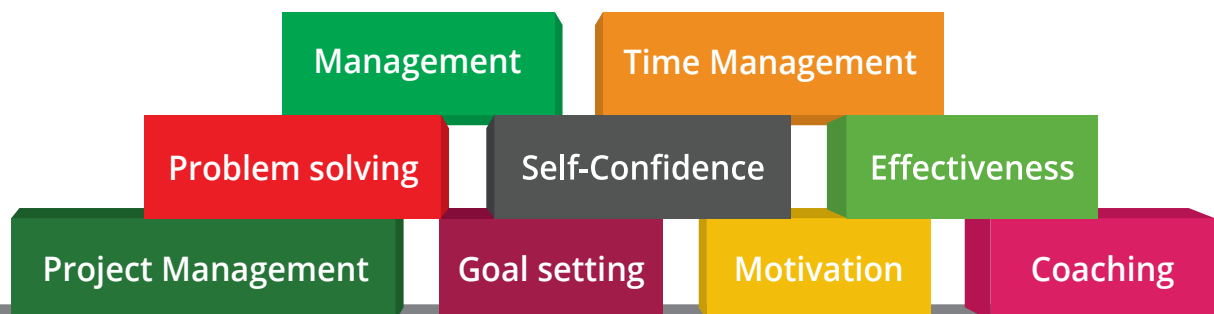 Management
Time Management
Problem solving
Self-Confidence
Effectiveness
Project Management
Goal setting
Motivation
Coaching